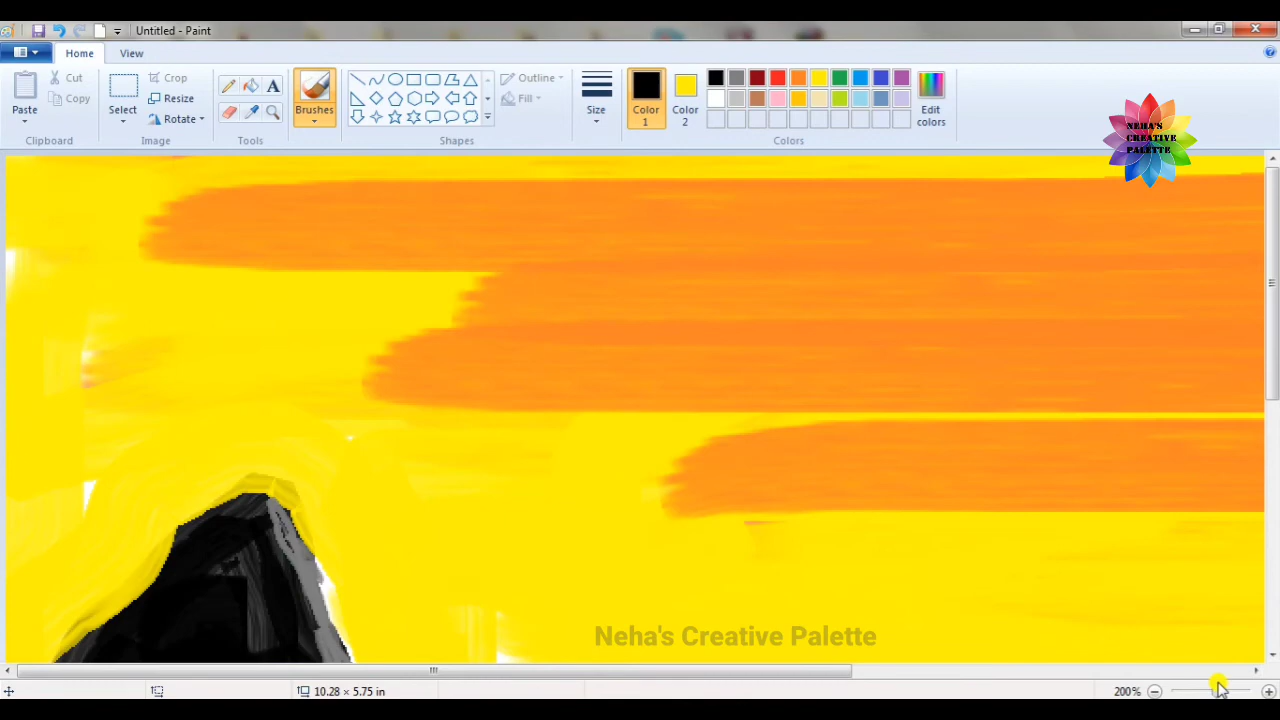 Untitled - Paint
Home
View
Paste
Cut
Copy
Clipboard
Select
Crop
Resize
Rotate
Image
A
Tools
Brushes
Outline
Fill
Shapes
Size
Color
1
Color
2
Edit
colors
Colors
NEHA'S
CREATIVE
PALETTE
Neha's Creative Palette
10.28 × 5.75 in
200%